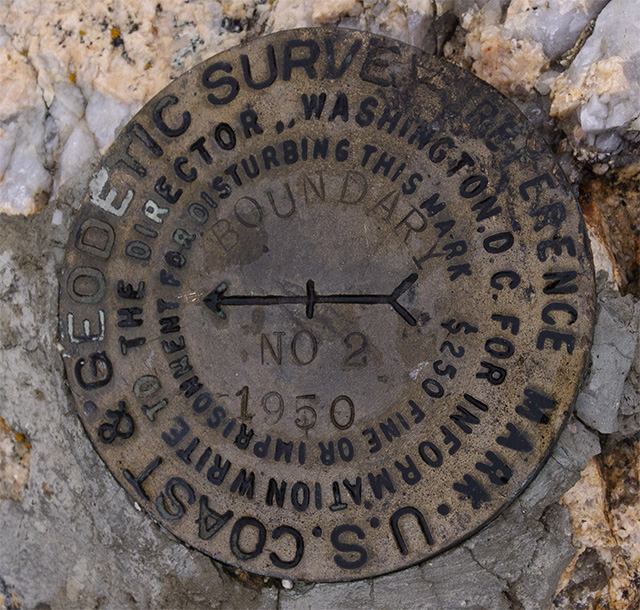 U.S. COAST & GEODETIC SURVEY REFERENCE MARK
FOR INFORMATION WRITE TO THE DIRECTOR,, WASHINGTON, D.C.
$250 FINE OR IMPRISONMENT FOR DISTURBING THIS MARK
BOUNDARY
NO 2
1950